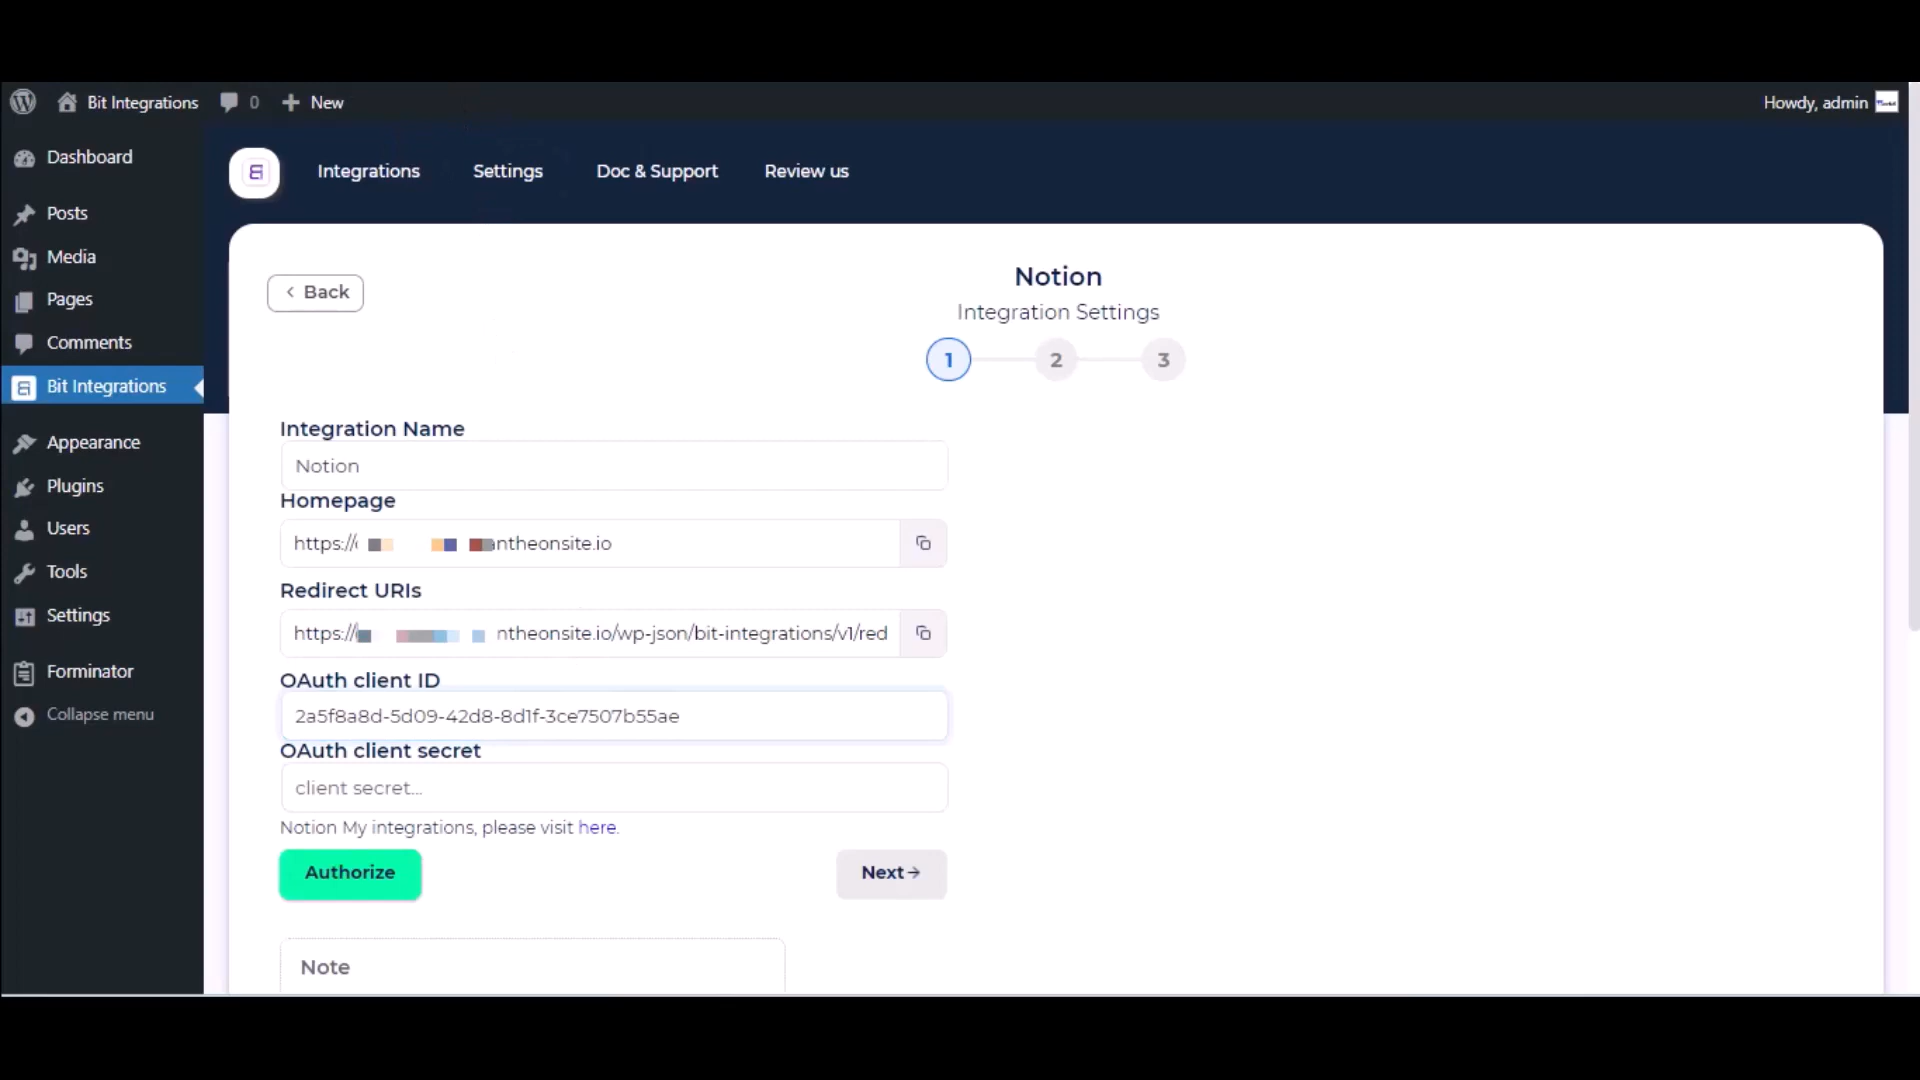 Bit Integrations 0 New Howdy, admin
Dashboard
Integrations Settings Doc & Support Review us
Posts
Media
Back
Notion
Pages
Integration Settings
Comments
1 2 3
Bit Integrations
Integration Name
Appearance
Notion
Plugins
Homepage
Users
https:// ntheonsite.io
Tools
Redirect URIs
Settings
https:// ntheonsite.io/wp-json/bit-integrations/v1/red
Forminator
OAuth client ID
Collapse menu
2a5f8a8d-5d09-42d8-8d1f-3ce7507b55ae
OAuth client secret
client secret...
Notion My integrations, please visit here.
Authorize Next→
Note